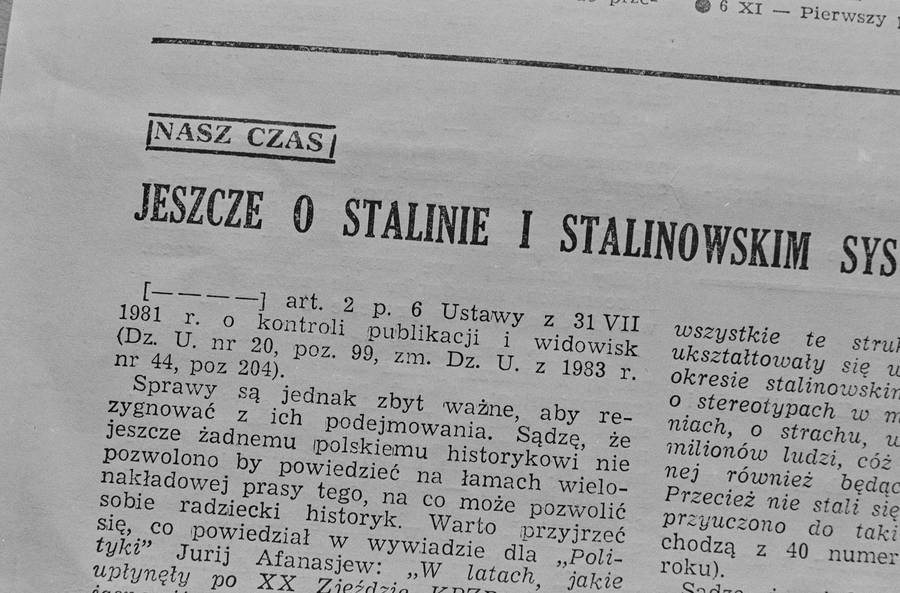 6 XI — Pierwszy
NASZ CZAS
JESZCZE O STALINIE I STALINOWSKIM SYS
[— — — —] art. 2 p. 6 Ustawy z 31 VII
1981 r. o kontroli publikacji i widowisk
(Dz. U. nr 20, poz. 99, zm. Dz. U. z 1983 r.
nr 44, poz 204).
Sprawy są jednak zbyt ważne, aby re-
zygnować z ich podejmowania. Sądzę, że
jeszcze żadnemu polskiemu historykowi nie
pozwolono by powiedzieć na łamach wielo-
nakładowej prasy tego, na co może pozwolić
sobie radziecki historyk. Warto przyjrzeć
się, co powiedział w wywiadzie dla „Poli-
tyki” Jurij Afanasjew: „W latach, jakie
upłynęły po XX Zjeździe KPZR
wszystkie te struk
ukształtowały się w
okresie stalinowskim
o stereotypach w m
niach, o strachu, w
milionów ludzi, cóż
nej również będąc
Przecież nie stali się
przyuczono do taki
chodzą z 40 numer
roku).